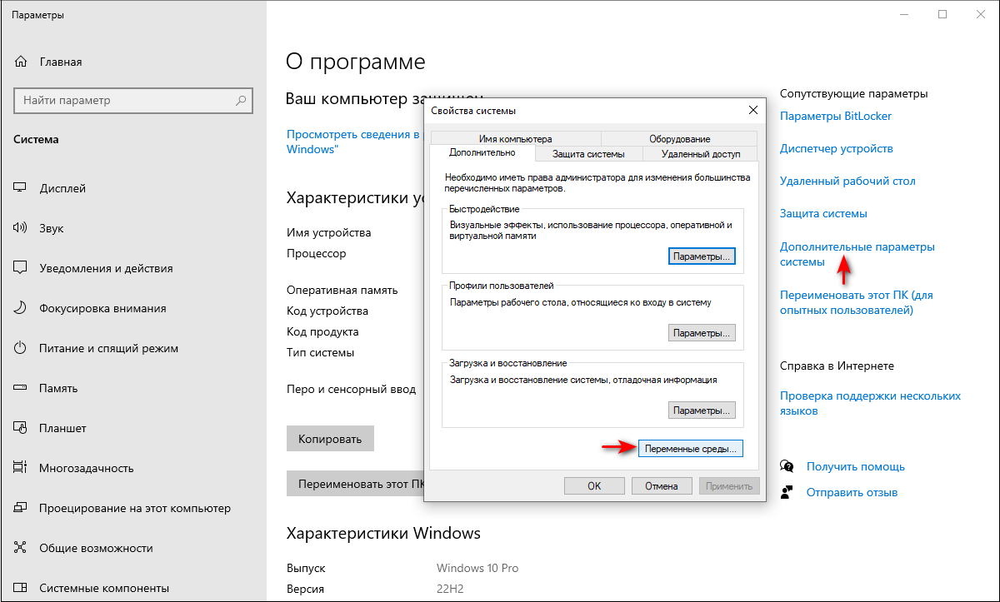 Параметры
Главная
Найти параметр
Система
Дисплей
Звук
Уведомления и действия
Фокусировка внимания
Питание и спящий режим
Память
Планшет
Многозадачность
Проецирование на этот компьютер
Общие возможности
Системные компоненты
О программе
Ваш компьютер защищен
Просмотреть сведения в
Windows"
Характеристики ус
Имя устройства
Процессор
Оперативная память
Код устройства
Код продукта
Тип системы
Перо и сенсорный ввод
Копировать
Переименовать этот ПК
Характеристики Windows
Выпуск Windows 10 Pro
Версия 22H2
Свойства системы
Имя компьютера Оборудование
Дополнительно Защита системы Удаленный доступ
Необходимо иметь права администратора для изменения большинства
перечисленных параметров.
Быстродействие
Визуальные эффекты, использование процессора, оперативной и
виртуальной памяти
Параметры...
Профили пользователей
Параметры рабочего стола, относящиеся ко входу в систему
Параметры...
Загрузка и восстановление
Загрузка и восстановление системы, отладочная информация
Параметры...
Переменные среды...
OK Отмена Применить
Сопутствующие параметры
Параметры BitLocker
Диспетчер устройств
Удаленный рабочий стол
Защита системы
Дополнительные параметры
системы
Переименовать этот ПК (для
опытных пользователей)
Справка в Интернете
Проверка поддержки нескольких
языков
Получить помощь
Отправить отзыв